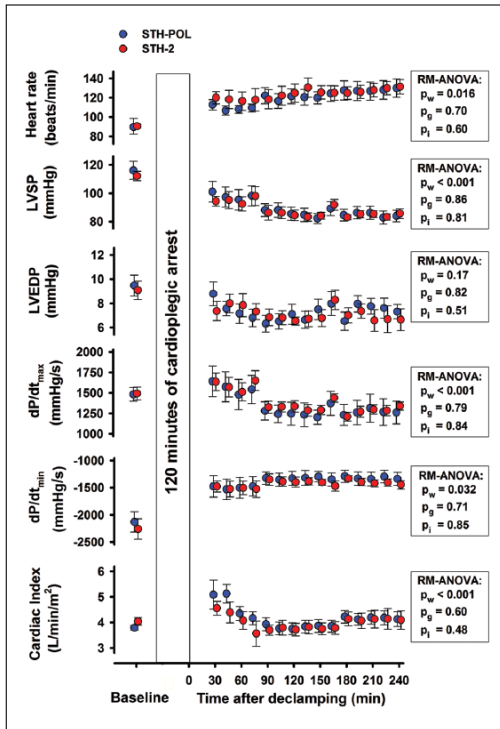 STH-POL
STH-2
Heart rate
(beats/min)
140
120
100
80
RM-ANOVA:
pw = 0.016
pg = 0.70
pi = 0.60
LVSP
(mmHg)
120
100
80
RM-ANOVA:
pw < 0.001
pg = 0.86
pi = 0.81
LVEDP
(mmHg)
10
8
6
RM-ANOVA:
pw = 0.17
pg = 0.82
pi = 0.51
dP/dtmax
(mmHg/s)
2000
1750
1500
1250
1000
RM-ANOVA:
pw < 0.001
pg = 0.79
pi = 0.84
dP/dtmin
(mmHg/s)
-1000
-1500
-2000
-2500
RM-ANOVA:
pw = 0.032
pg = 0.71
pi = 0.85
Cardiac Index
(L/min/m²)
6
5
4
3
RM-ANOVA:
pw < 0.001
pg = 0.60
pi = 0.48
120 minutes of cardioplegic arrest
0 30 60 90 120 150 180 210 240
Baseline
Time after declamping (min)